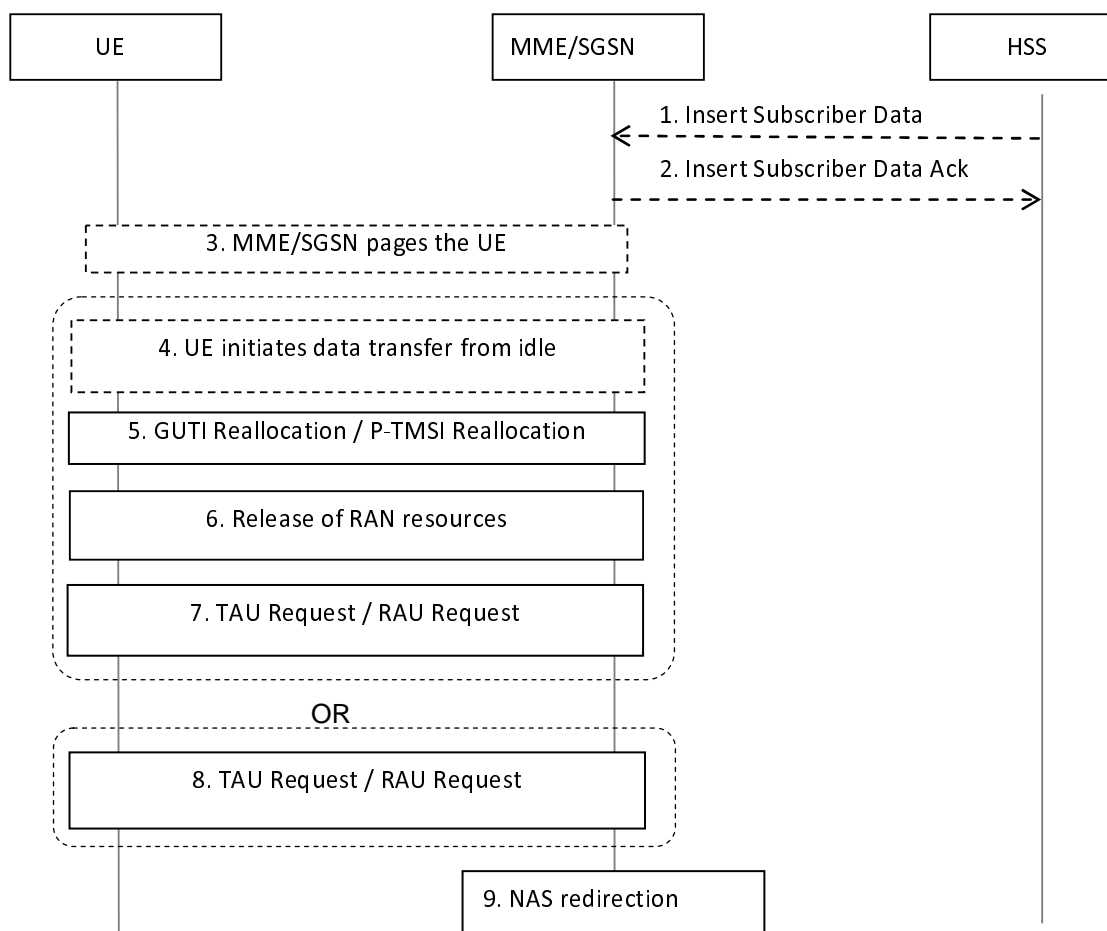 UE
MME/SGSN
HSS
1. Insert Subscriber Data
2. Insert Subscriber Data Ack
3. MME/SGSN pages the UE
4. UE initiates data transfer from idle
5. GUTI Reallocation / P-TMSI Reallocation
6. Release of RAN resources
7. TAU Request / RAU Request
OR
8. TAU Request / RAU Request
9. NAS redirection